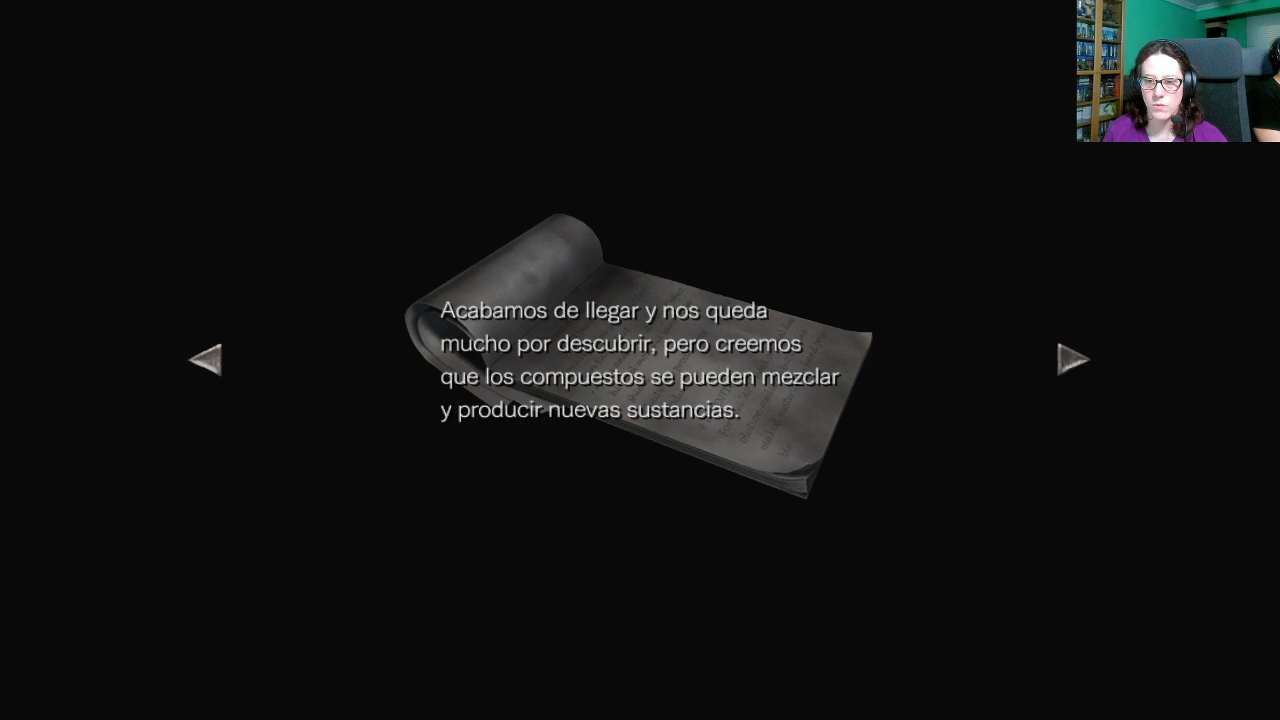 Acabamos de llegar y nos queda
mucho por descubrir, pero creemos
que los compuestos se pueden mezclar
y producir nuevas sustancias.